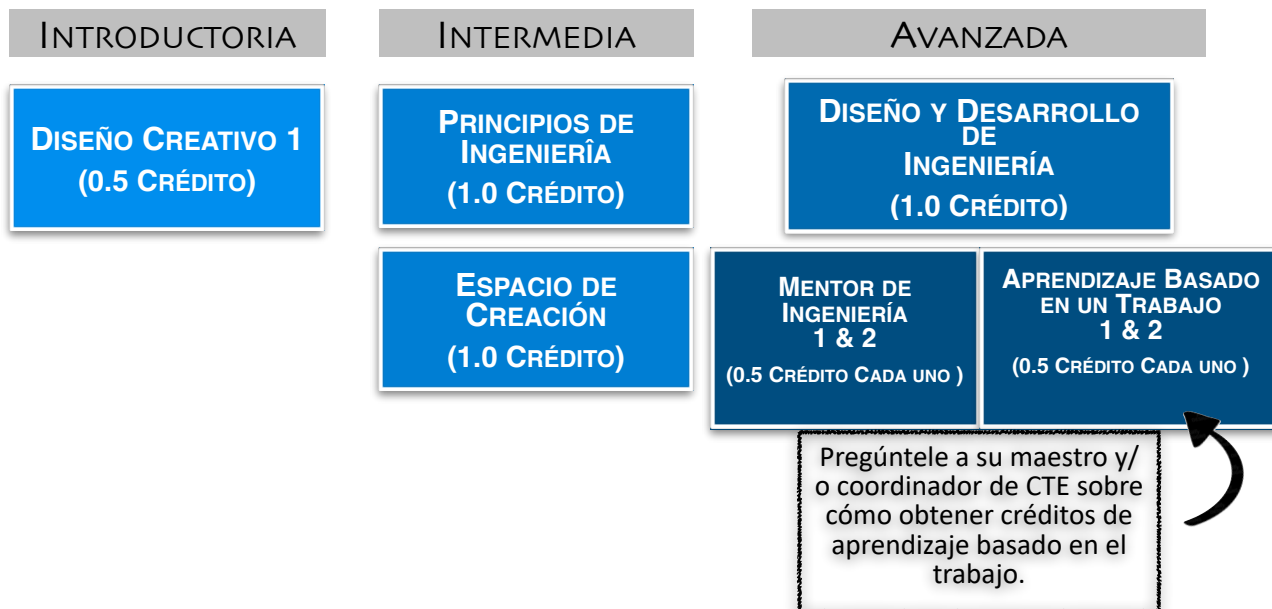 INTRODUCTORIA
INTERMEDIA
AVANZADA
DISEÑO CREATIVO 1
(0.5 CRÉDITO)
PRINCIPIOS DE
INGENIERÎA
(1.0 CRÉDITO)
DISEÑO Y DESARROLLO
DE
INGENIERÍA
(1.0 CRÉDITO)
ESPACIO DE
CREACIÓN
(1.0 CRÉDITO)
MENTOR DE
INGENIERÍA
1 & 2
(0.5 CRÉDITO CADA UNO )
APRENDIZAJE BASADO
EN UN TRABAJO
1 & 2
(0.5 CRÉDITO CADA UNO )
Pregúntele a su maestro y/
o coordinador de CTE sobre
cómo obtener créditos de
aprendizaje basado en el
trabajo.